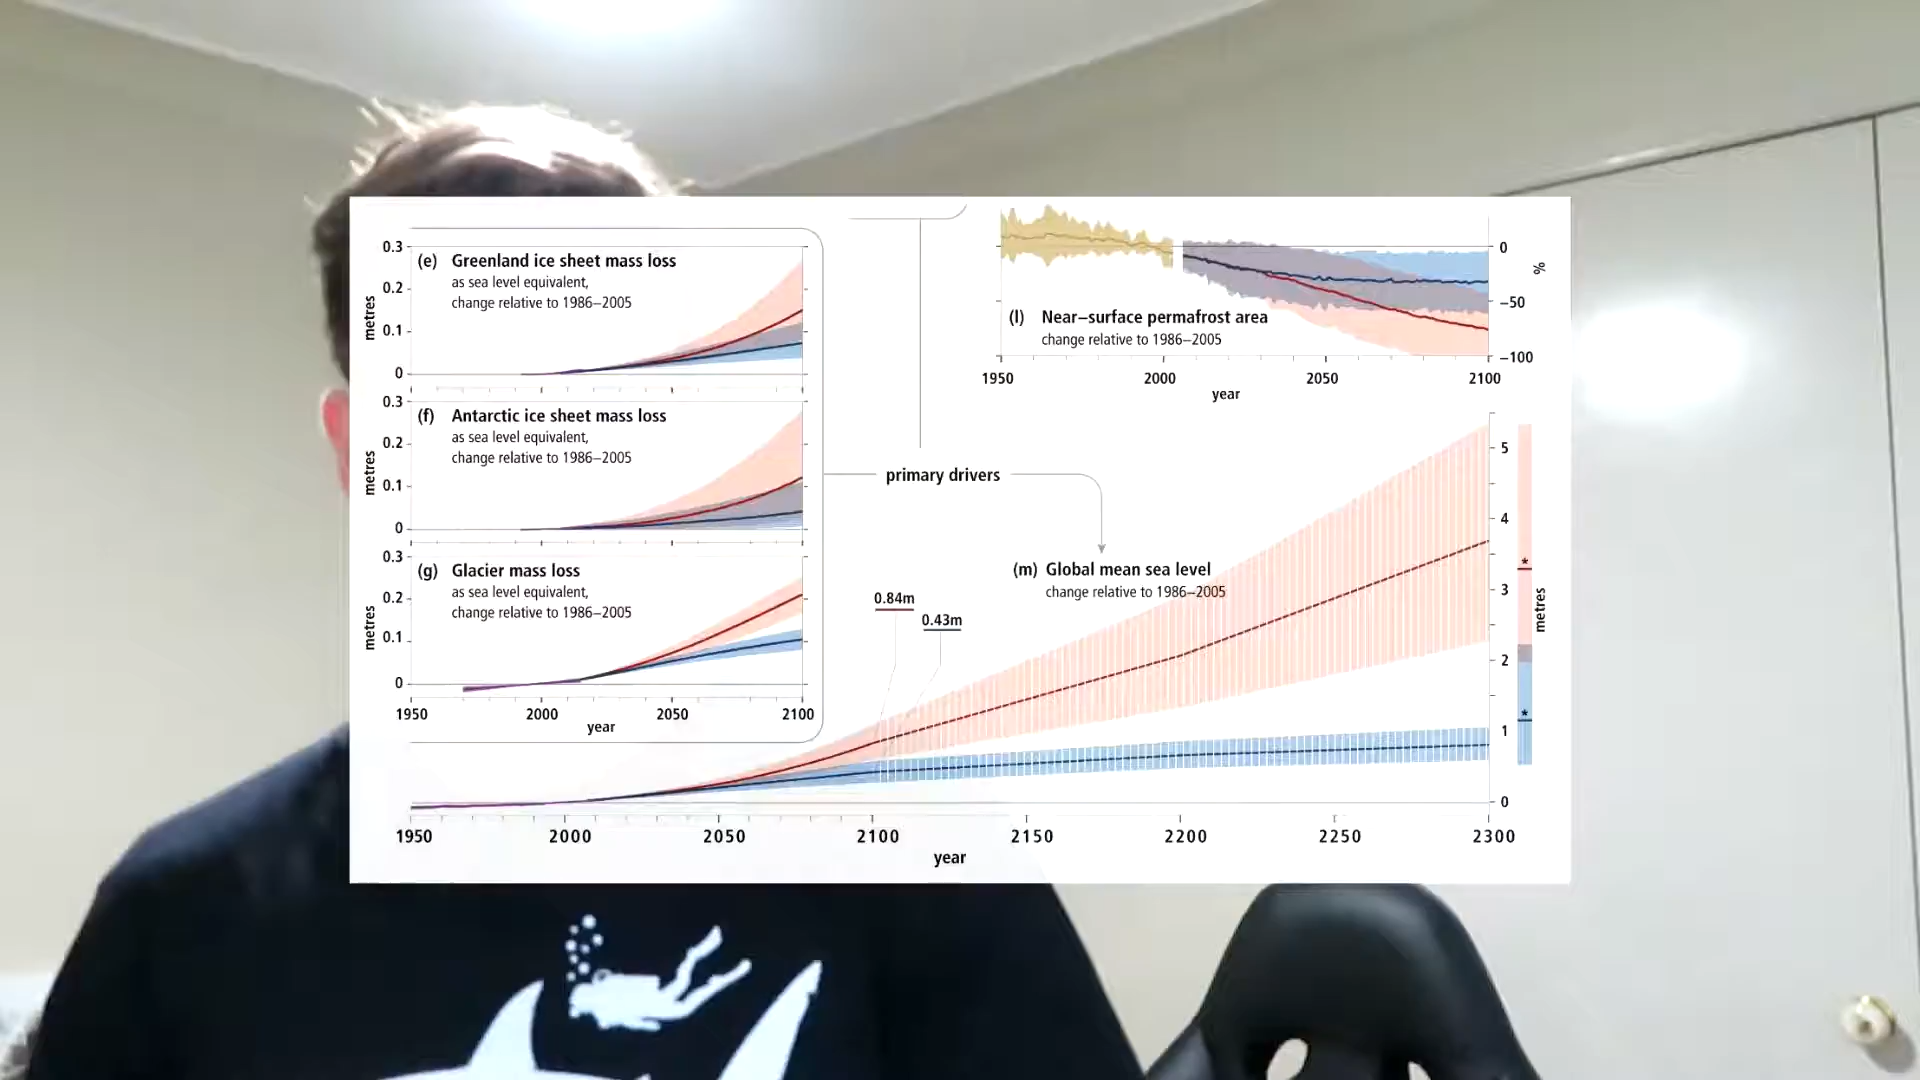 0.3
(e) Greenland ice sheet mass loss
as sea level equivalent,
change relative to 1986–2005
0.2
0.1
0
metres
0.3
(f) Antarctic ice sheet mass loss
as sea level equivalent,
change relative to 1986–2005
0.2
0.1
0
metres
0.3
(g) Glacier mass loss
as sea level equivalent,
change relative to 1986–2005
0.2
0.1
0
metres
1950 2000 2050 2100
year
primary drivers
0
–50
–100
%
(l) Near–surface permafrost area
change relative to 1986–2005
1950 2000 2050 2100
year
(m) Global mean sea level
change relative to 1986–2005
0.84m
0.43m
5
4
3
2
1
0
*
*
metres
1950 2000 2050 2100 2150 2200 2250 2300
year